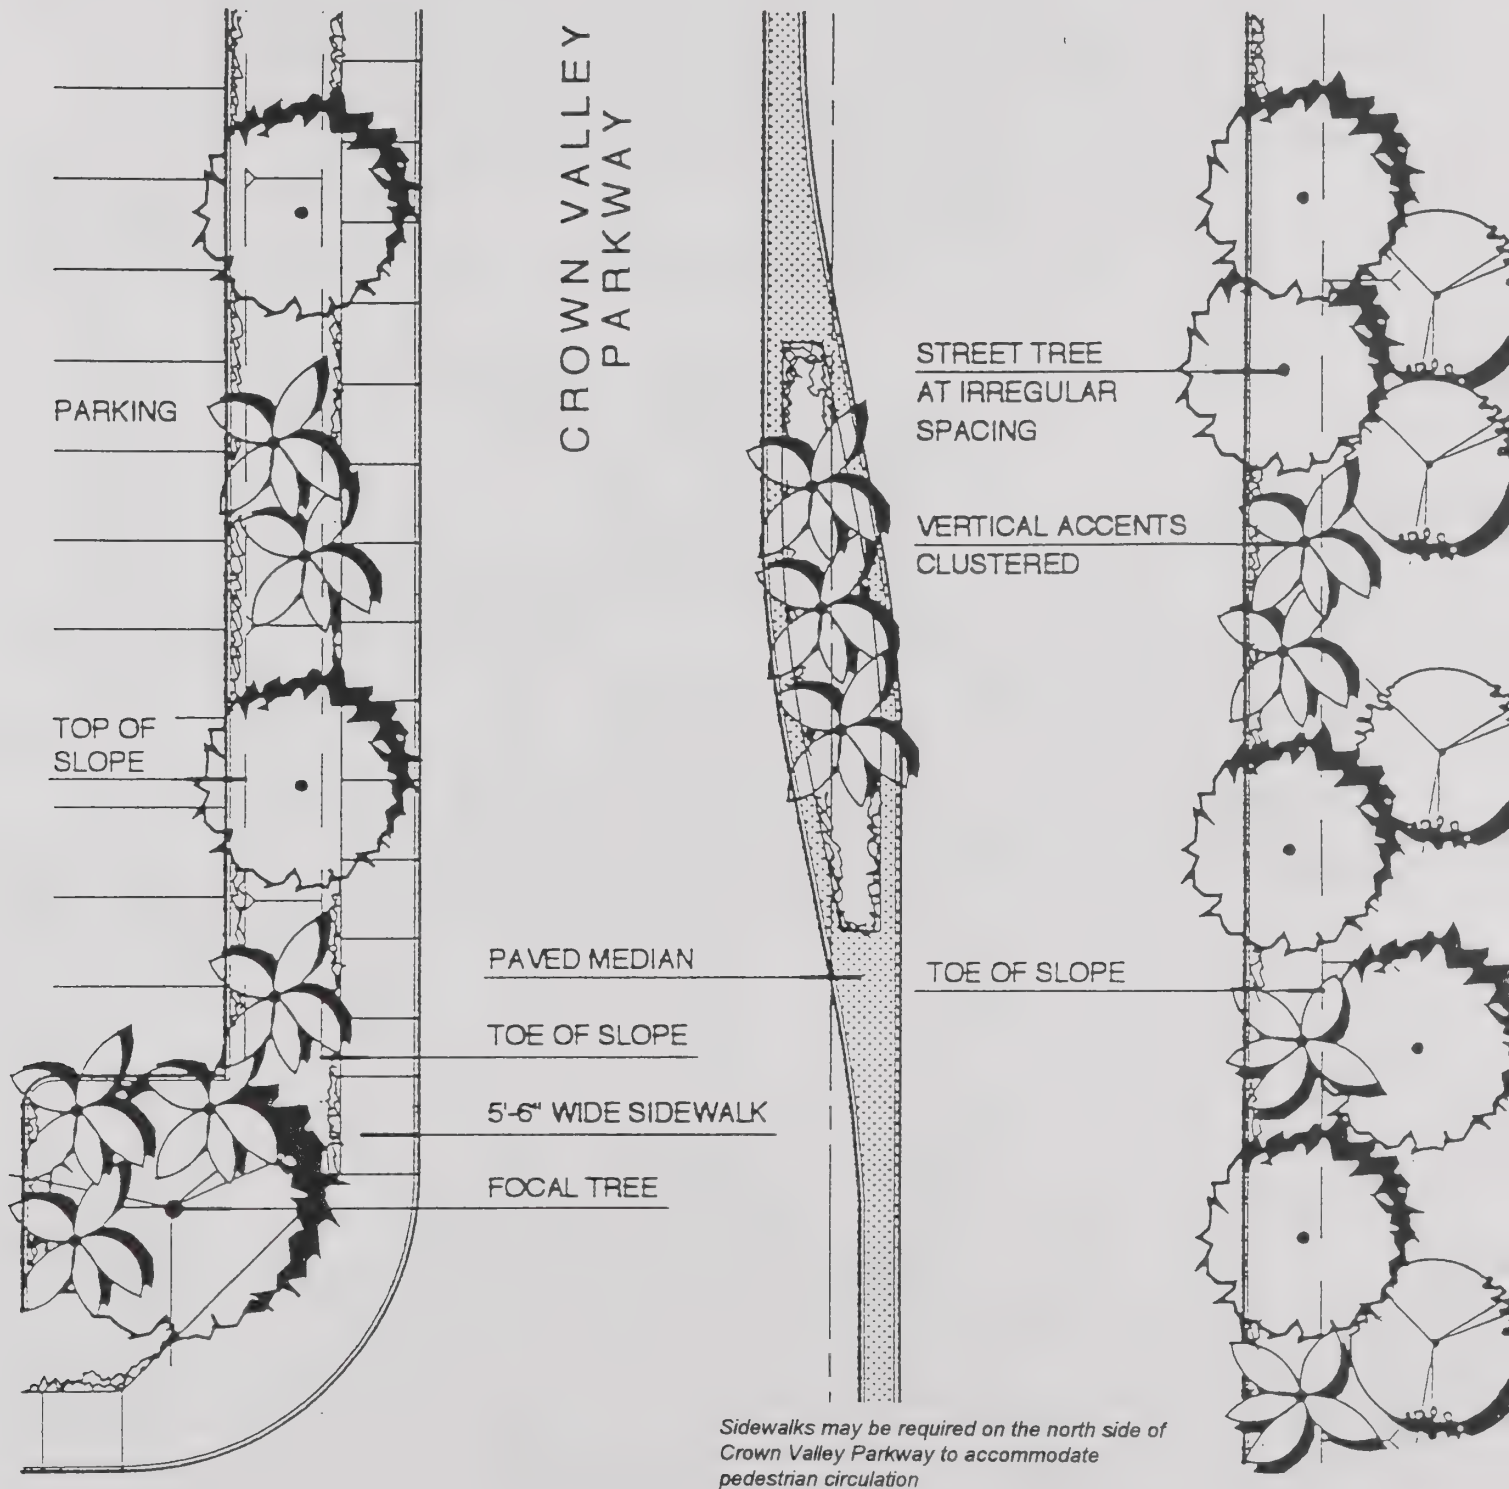 CROWN VALLEY
PARKWAY
STREET TREE
AT IRREGULAR
SPACING
PARKING
VERTICAL ACCENTS
CLUSTERED
TOP OF
SLOPE
PAVED MEDIAN
TOE OF SLOPE
TOE OF SLOPE
5'-6" WIDE SIDEWALK
FOCAL TREE
Sidewalks may be required on the north side of
Crown Valley Parkway to accommodate
pedestrian circulation